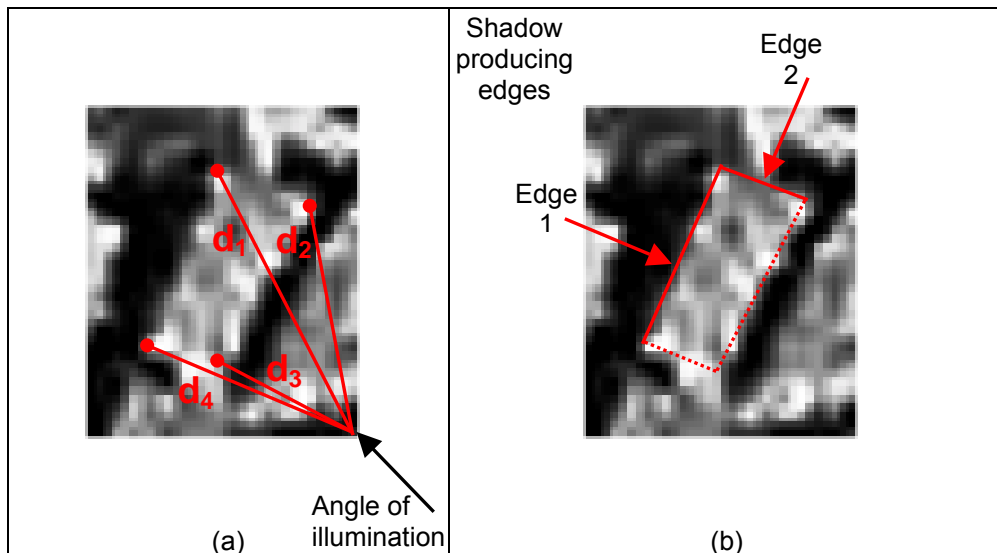 d1
d2
d3
d4
Angle of
illumination
(a)
Shadow
producing
edges
Edge
2
Edge
1
(b)